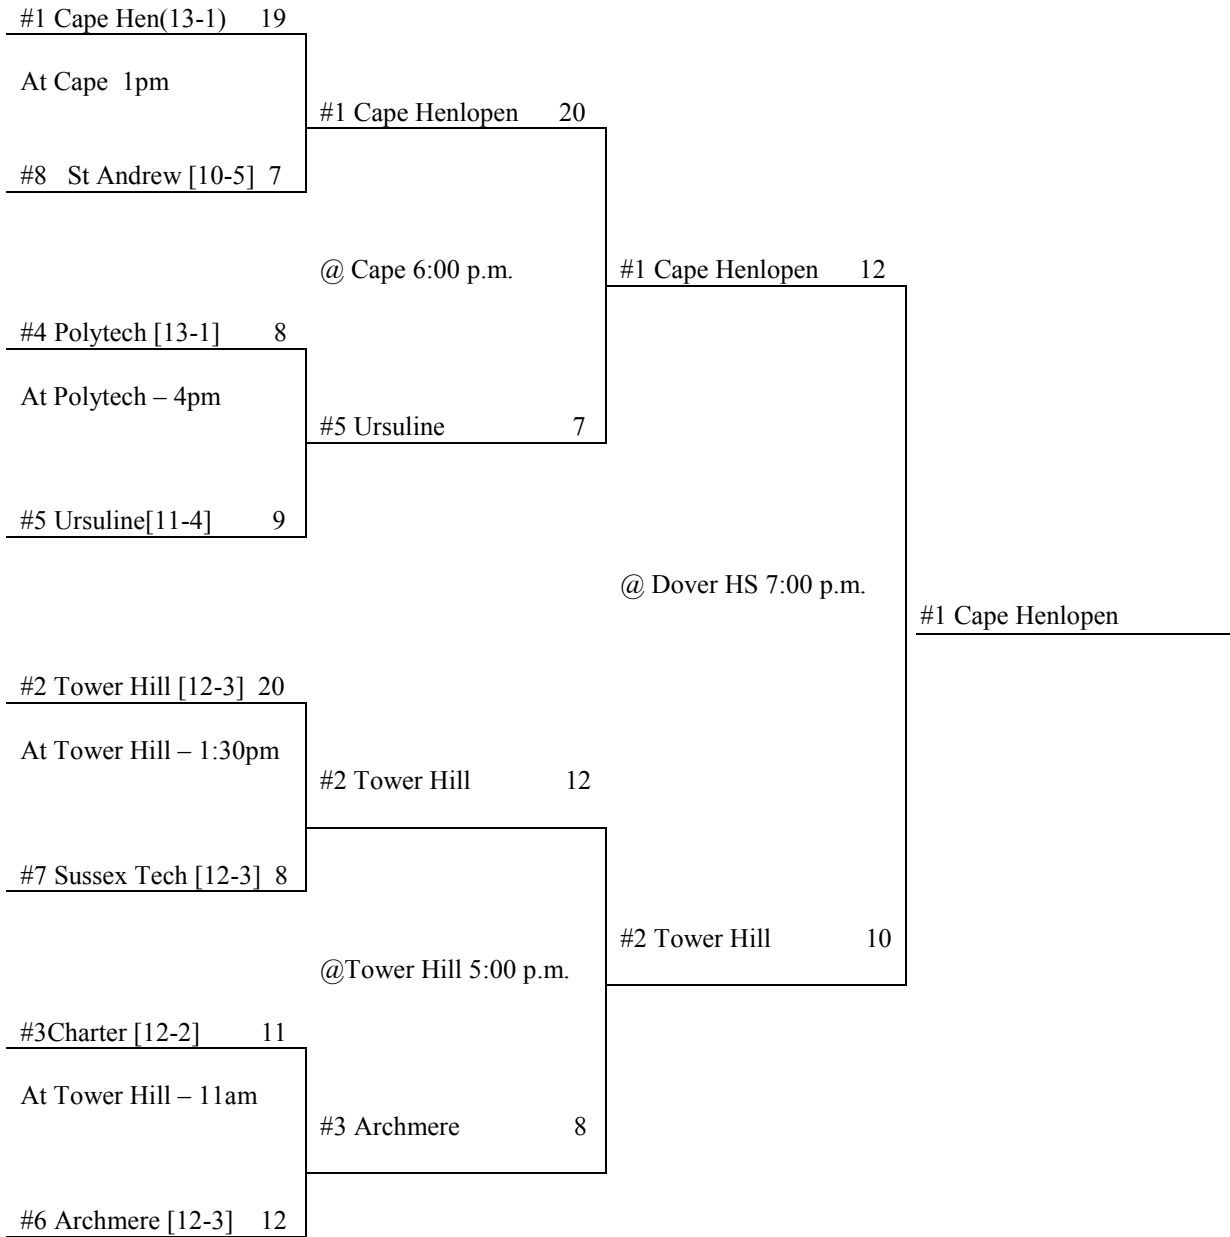 #1 Cape Hen(13-1) 19
At Cape 1pm
#1 Cape Henlopen 20
#8 St Andrew [10-5] 7
@ Cape 6:00 p.m.
#1 Cape Henlopen 12
#4 Polytech [13-1] 8
At Polytech – 4pm
#5 Ursuline 7
#5 Ursuline[11-4] 9
@ Dover HS 7:00 p.m.
#1 Cape Henlopen
#2 Tower Hill [12-3] 20
At Tower Hill – 1:30pm
#2 Tower Hill 12
#7 Sussex Tech [12-3] 8
#2 Tower Hill 10
@Tower Hill 5:00 p.m.
#3Charter [12-2] 11
At Tower Hill – 11am
#3 Archmere 8
#6 Archmere [12-3] 12